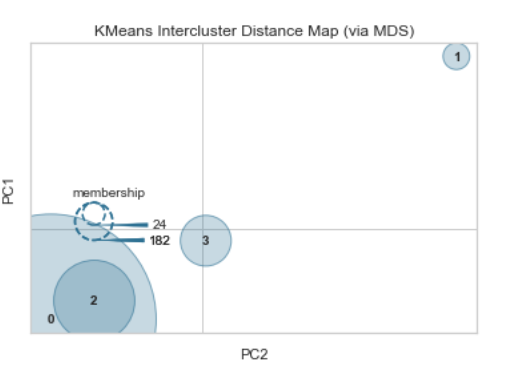 KMeans Intercluster Distance Map (via MDS)
1
PC1
membership
24
182
3
2
0
PC2